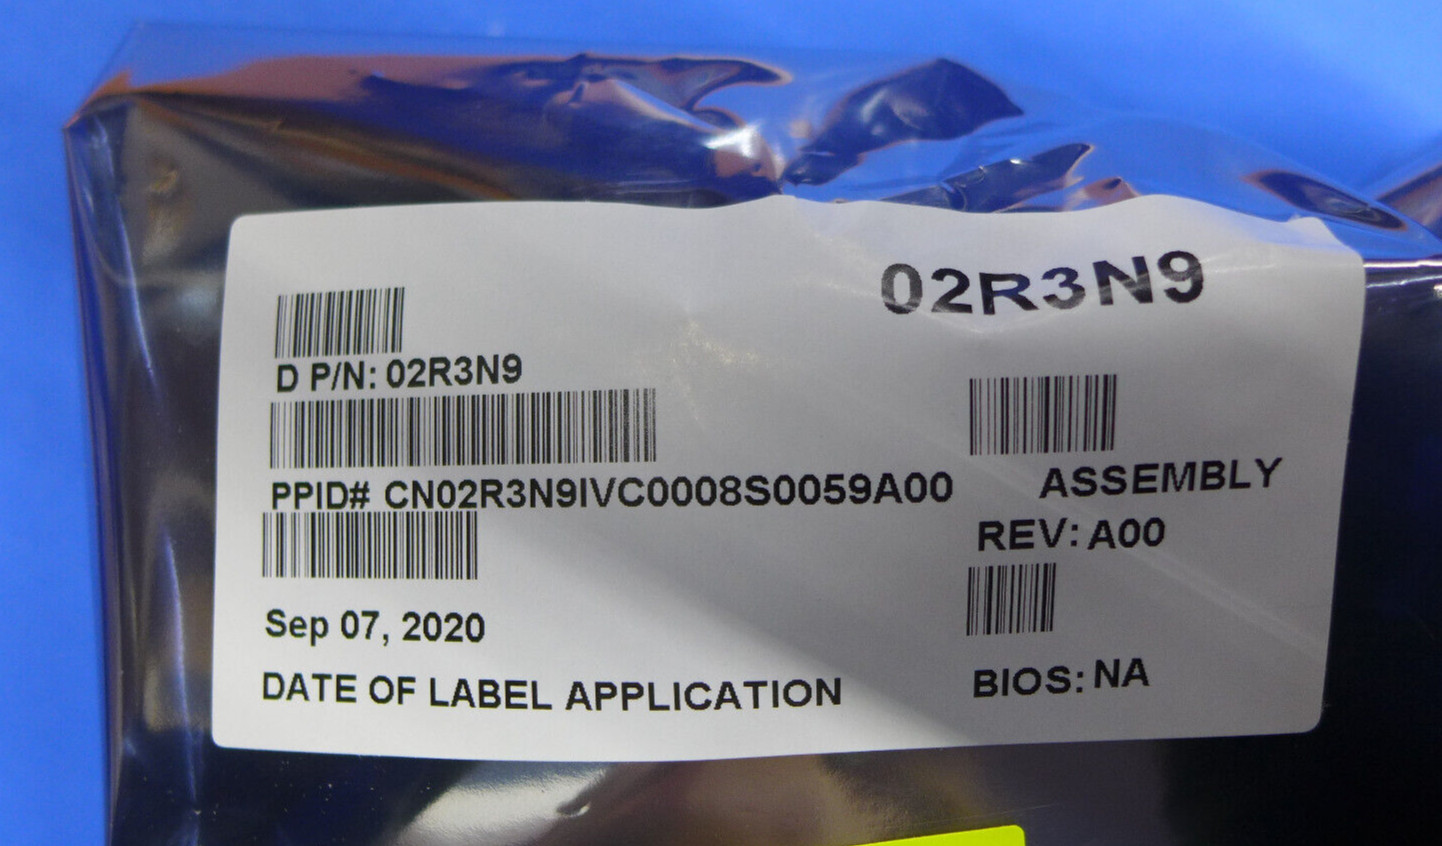 02R3N9
D P/N: 02R3N9
PPID# CN02R3N9IVC0008S0059A00
ASSEMBLY
REV: A00
Sep 07, 2020
DATE OF LABEL APPLICATION
BIOS: NA